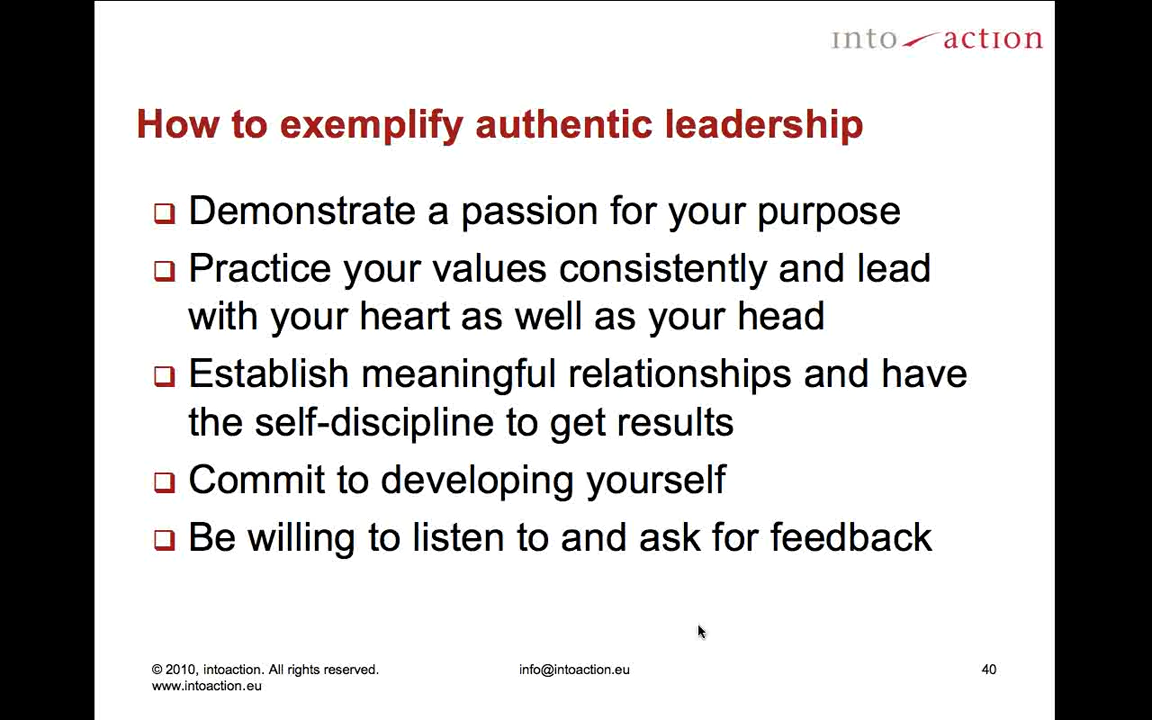 into action
How to exemplify authentic leadership
Demonstrate a passion for your purpose
Practice your values consistently and lead
with your heart as well as your head
Establish meaningful relationships and have
the self-discipline to get results
Commit to developing yourself
Be willing to listen to and ask for feedback
© 2010, intoaction. All rights reserved.
www.intoaction.eu
info@intoaction.eu
40